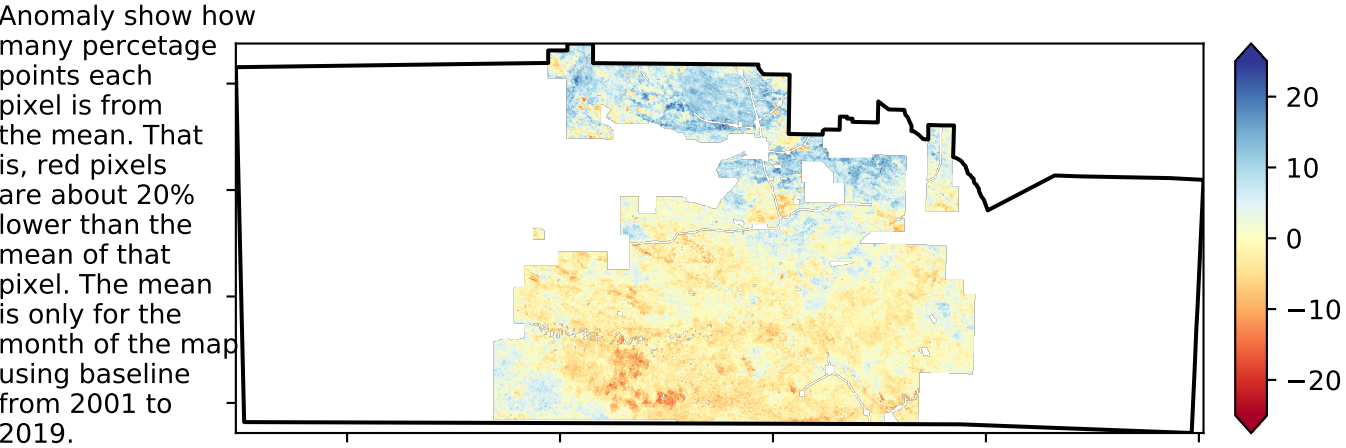 Anomaly show how
many percetage
points each
pixel is from
the mean. That
is, red pixels
are about 20%
lower than the
mean of that
pixel. The mean
is only for the
month of the map
using baseline
from 2001 to
2019.
20
10
0
−10
−20